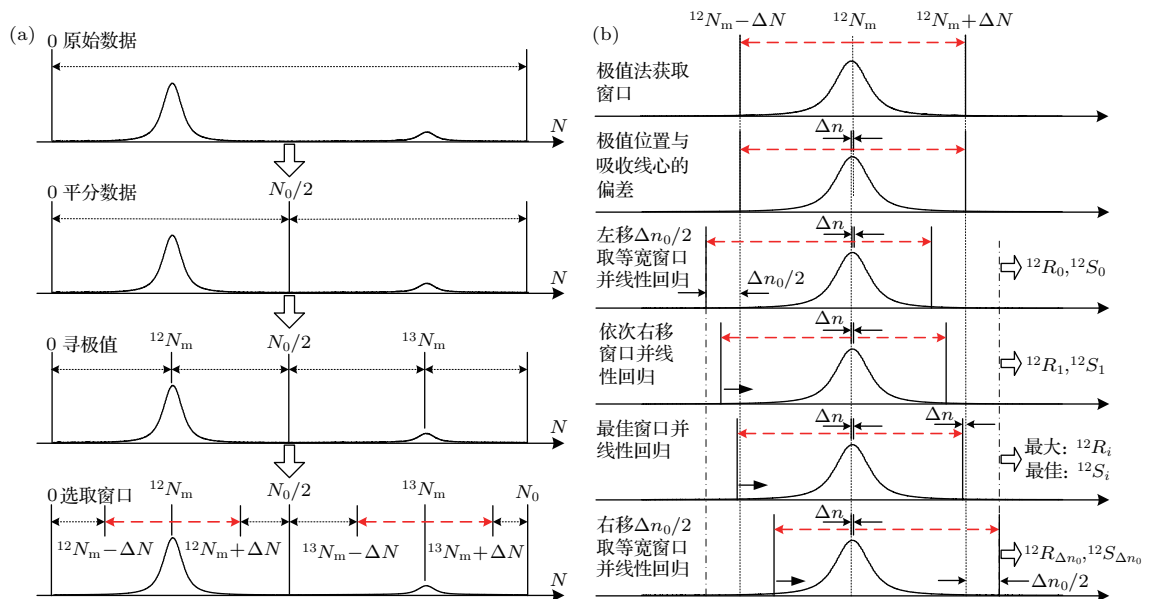 (a)
0 原始数据
N
0 平分数据
N₀/2
N
0 寻极值
¹²Nₘ
N₀/2
¹³Nₘ
N
0 选取窗口
¹²Nₘ
N₀/2
¹³Nₘ
N₀
¹²Nₘ−ΔN
¹²Nₘ+ΔN
¹³Nₘ−ΔN
¹³Nₘ+ΔN
N
(b)
¹²Nₘ−ΔN
¹²Nₘ
¹²Nₘ+ΔN
极值法获取
窗口
极值位置与
吸收线心的
偏差
Δn
左移Δn₀/2
取等宽窗口
并线性回归
Δn
Δn₀/2
¹²R₀,¹²S₀
依次右移
窗口并线
性回归
Δn
¹²R₁,¹²S₁
最佳窗口并
线性回归
Δn
Δn
最大: ¹²Rᵢ
最佳: ¹²Sᵢ
右移Δn₀/2
取等宽窗口
并线性回归
Δn
¹²R_Δn₀,¹²S_Δn₀
Δn₀/2